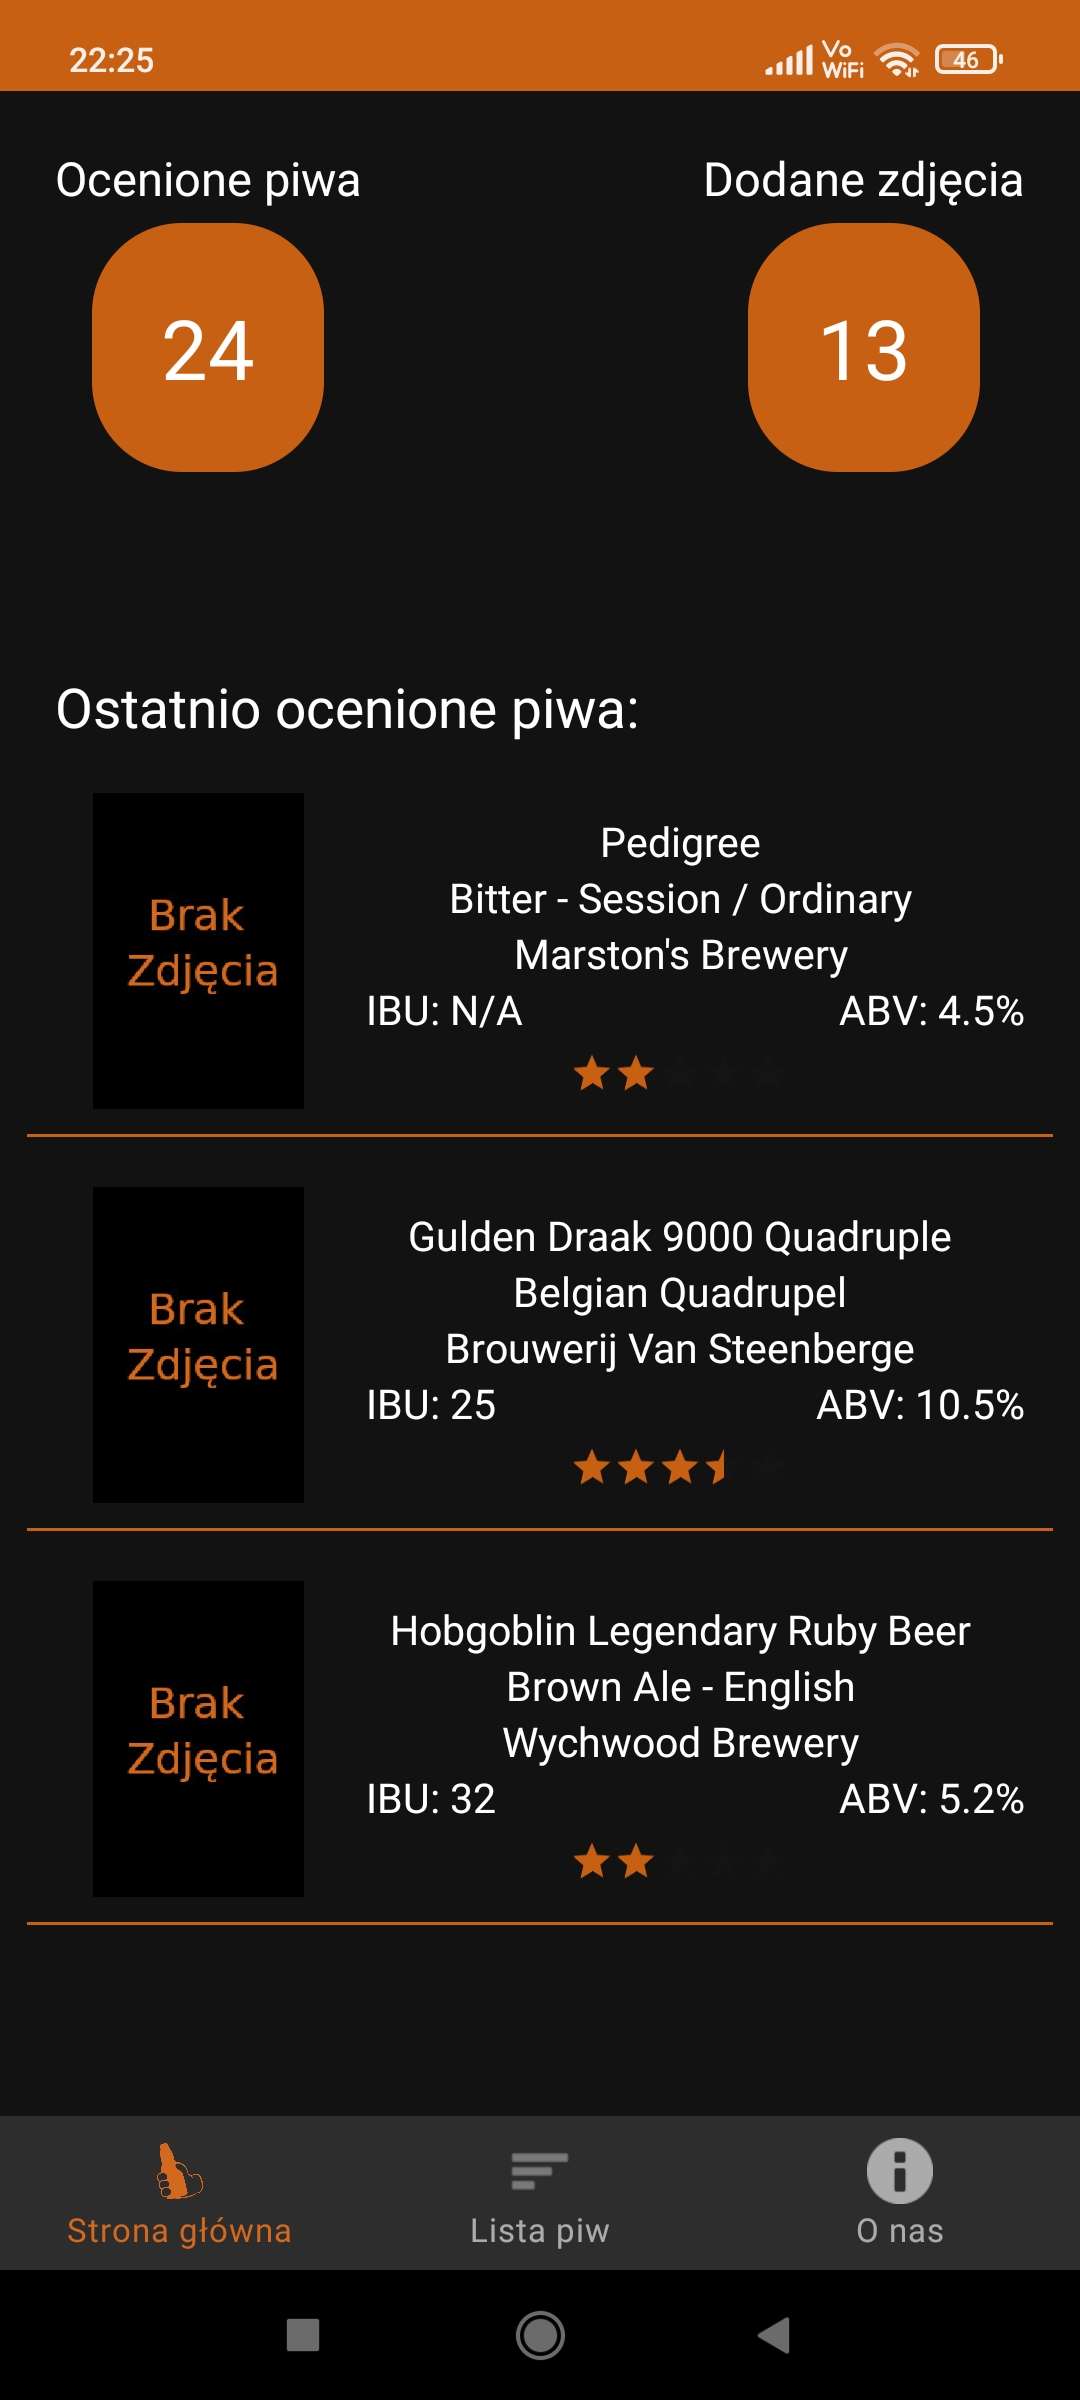 22:25
Vo
WiFi
46
Ocenione piwa
Dodane zdjęcia
24
13
Ostatnio ocenione piwa:
Brak
Zdjęcia
Pedigree
Bitter - Session / Ordinary
Marston's Brewery
IBU: N/A
ABV: 4.5%
Brak
Zdjęcia
Gulden Draak 9000 Quadruple
Belgian Quadrupel
Brouwerij Van Steenberge
IBU: 25
ABV: 10.5%
Brak
Zdjęcia
Hobgoblin Legendary Ruby Beer
Brown Ale - English
Wychwood Brewery
IBU: 32
ABV: 5.2%
Strona główna
Lista piw
O nas